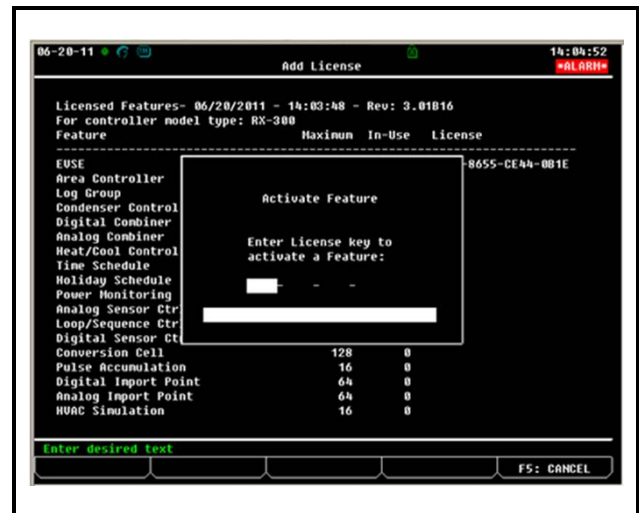 06-20-11 14:04:52
Add License *ALARM*
Licensed Features- 06/20/2011 - 14:03:48 - Rev: 3.01B16
For controller model type: RX-300
Feature Maximum In-Use License
EVSE -8655-CE44-0B1E
Area Controller
Log Group
Condenser Control
Digital Combiner
Analog Combiner
Heat/Cool Control
Time Schedule
Holiday Schedule
Power Monitoring
Analog Sensor Ctr
Loop/Sequence Ctr
Digital Sensor Ct
Activate Feature
Enter License key to
activate a Feature:
- - -
Conversion Cell 128 0
Pulse Accumulation 16 0
Digital Import Point 64 0
Analog Import Point 64 0
HVAC Simulation 16 0
Enter desired text
F5: CANCEL